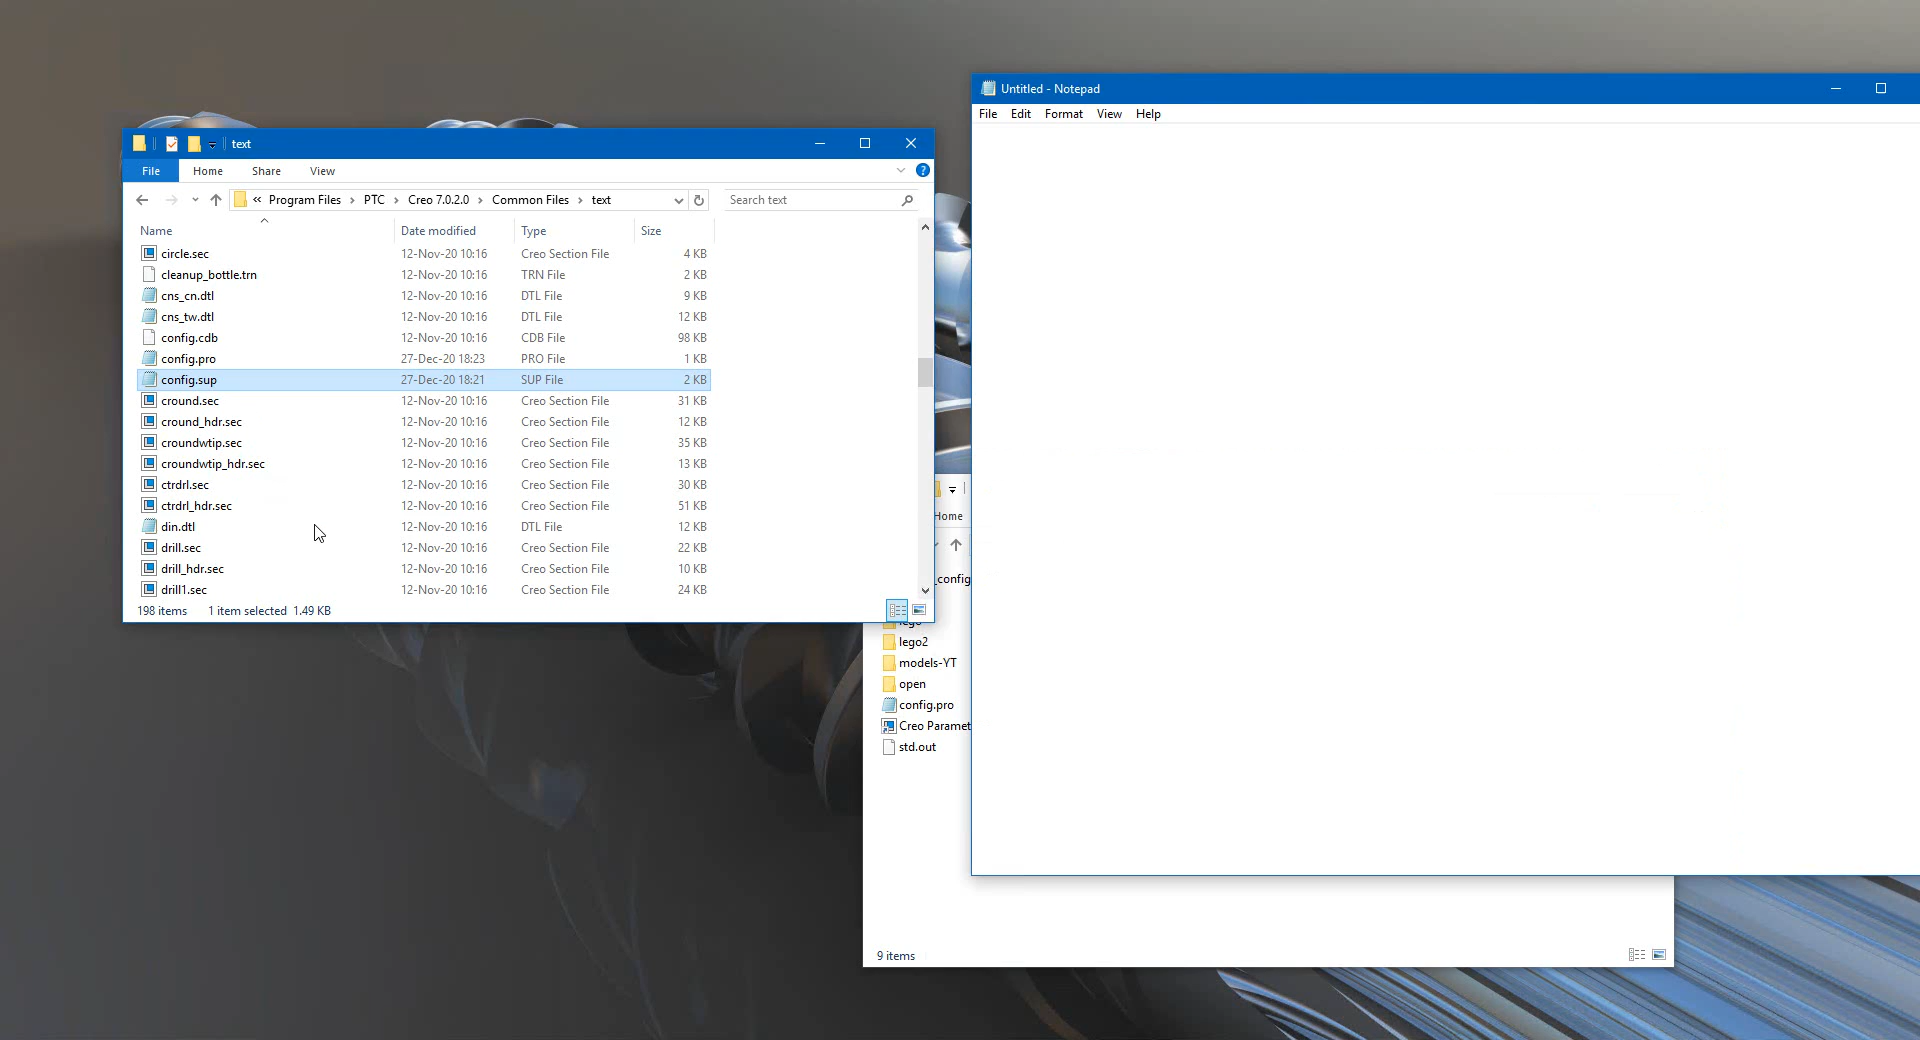 text
File Home Share View
« Program Files › PTC › Creo 7.0.2.0 › Common Files › text
Search text
Name Date modified Type Size
circle.sec 12-Nov-20 10:16 Creo Section File 4 KB
cleanup_bottle.trn 12-Nov-20 10:16 TRN File 2 KB
cns_cn.dtl 12-Nov-20 10:16 DTL File 9 KB
cns_tw.dtl 12-Nov-20 10:16 DTL File 12 KB
config.cdb 12-Nov-20 10:16 CDB File 98 KB
config.pro 27-Dec-20 18:23 PRO File 1 KB
config.sup 27-Dec-20 18:21 SUP File 2 KB
cround.sec 12-Nov-20 10:16 Creo Section File 31 KB
cround_hdr.sec 12-Nov-20 10:16 Creo Section File 12 KB
croundwtip.sec 12-Nov-20 10:16 Creo Section File 35 KB
croundwtip_hdr.sec 12-Nov-20 10:16 Creo Section File 13 KB
ctrdrl.sec 12-Nov-20 10:16 Creo Section File 30 KB
ctrdrl_hdr.sec 12-Nov-20 10:16 Creo Section File 51 KB
din.dtl 12-Nov-20 10:16 DTL File 12 KB
drill.sec 12-Nov-20 10:16 Creo Section File 22 KB
drill_hdr.sec 12-Nov-20 10:16 Creo Section File 10 KB
drill1.sec 12-Nov-20 10:16 Creo Section File 24 KB
198 items 1 item selected 1.49 KB
Untitled - Notepad
File Edit Format View Help
Home
_config
lego
lego2
models-YT
open
config.pro
Creo Paramet
std.out
9 items